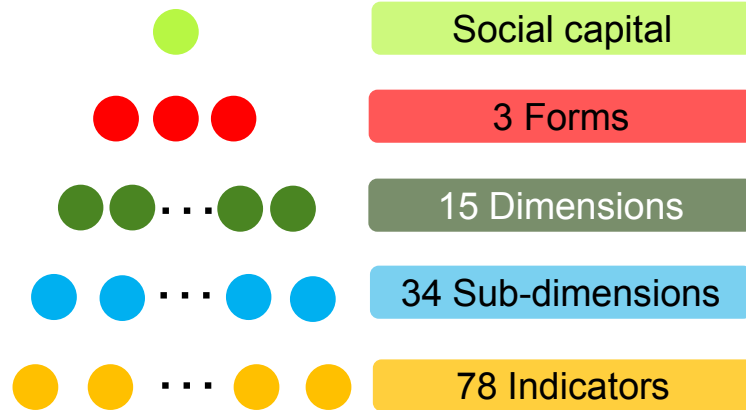 Social capital
3 Forms
...
15 Dimensions
...
34 Sub-dimensions
...
78 Indicators